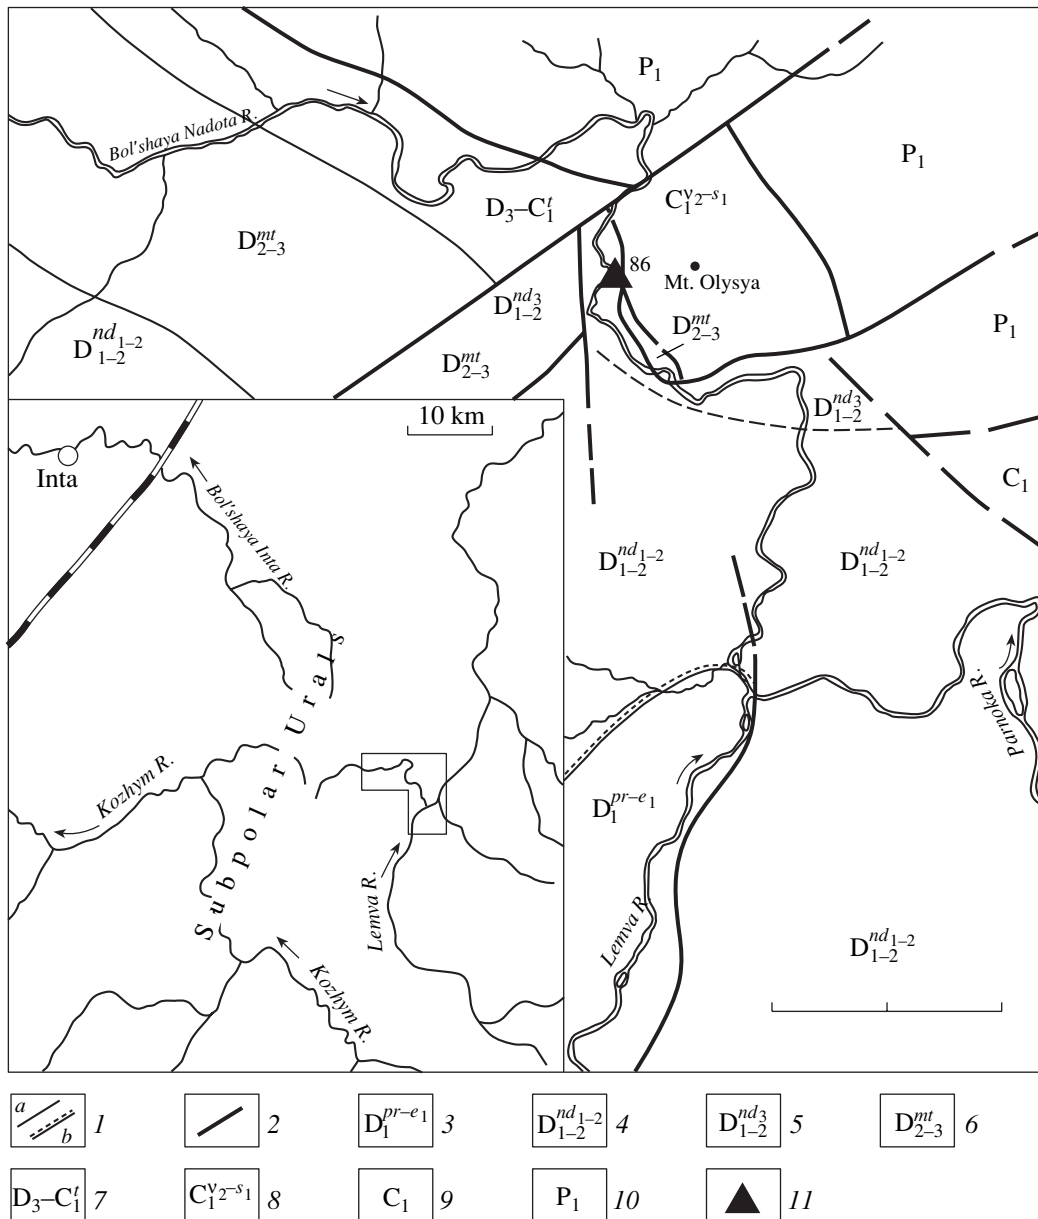 P₁
Bol'shaya Nadota R.
P₁
C₁ᵛ²⁻ˢ¹
D₃–C₁ᵗ
D₂₋₃ᵐᵗ
86
Mt. Olysya
D₁₋₂ⁿᵈ³
P₁
D₂₋₃ᵐᵗ
D₁₋₂ⁿᵈ¹⁻²
D₂₋₃ᵐᵗ
D₁₋₂ⁿᵈ³
10 km
Inta
C₁
Bol'shaya Inta R.
D₁₋₂ⁿᵈ¹⁻²
D₁₋₂ⁿᵈ¹⁻²
Subpolar Urals
Parnoka R.
Kozhym R.
D₁ᵖʳ⁻ᵉ¹
Lemva R.
Lemva R.
D₁₋₂ⁿᵈ¹⁻²
Kozhym R.
a b 1
2
D₁ᵖʳ⁻ᵉ¹ 3
D₁₋₂ⁿᵈ¹⁻² 4
D₁₋₂ⁿᵈ³ 5
D₂₋₃ᵐᵗ 6
D₃–C₁ᵗ 7
C₁ᵛ²⁻ˢ¹ 8
C₁ 9
P₁ 10
11